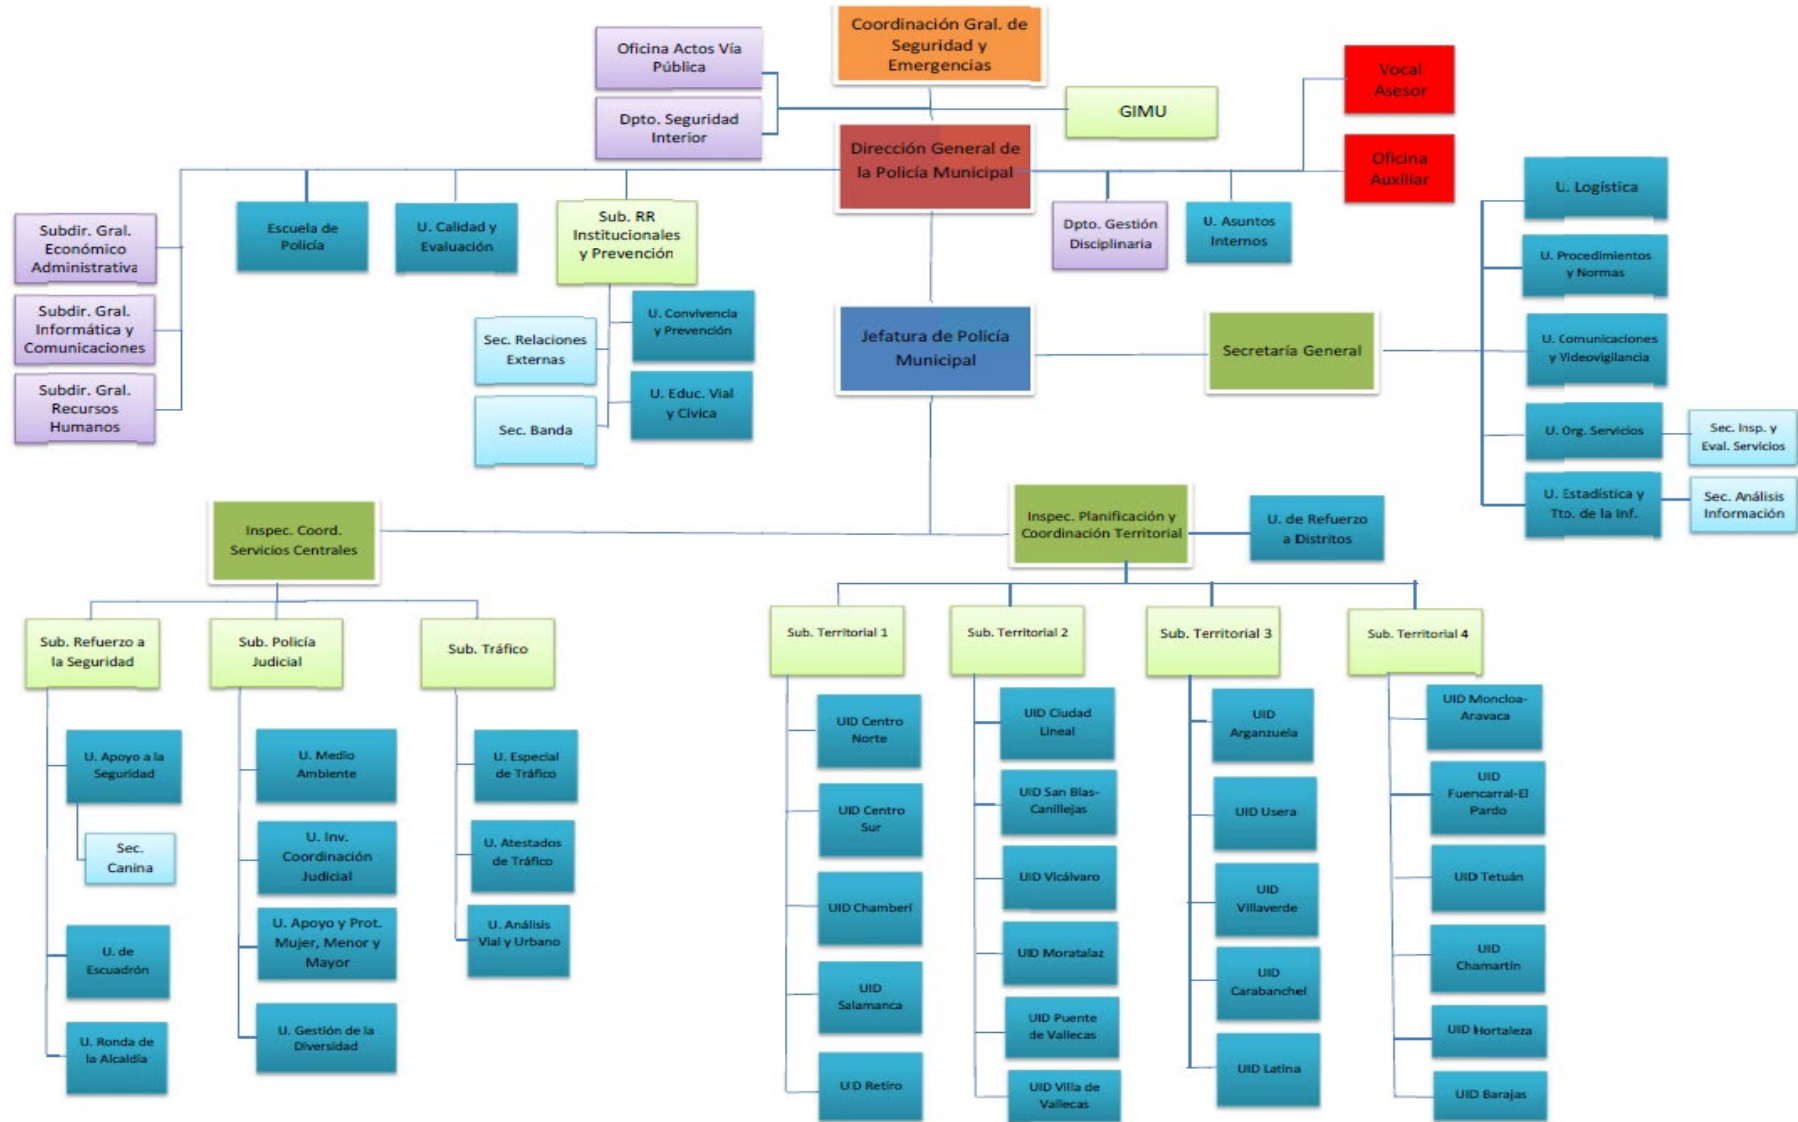 Coordinación Gral. de
Seguridad y
Emergencias
Oficina Actos Vía
Pública
Dpto. Seguridad
Interior
GIMU
Vocal
Asesor
Oficina
Auxiliar
Dirección General de
la Policía Municipal
Subdir. Gral.
Económico
Administrativa
Subdir. Gral.
Informática y
Comunicaciones
Subdir. Gral.
Recursos
Humanos
Escuela de
Policía
U. Calidad y
Evaluación
Sub. RR
Institucionales
y Prevención
Sec. Relaciones
Externas
Sec. Banda
U. Convivencia
y Prevención
U. Educ. Vial
y Cívica
Dpto. Gestión
Disciplinaria
U. Asuntos
Internos
Jefatura de Policía
Municipal
Secretaría General
U. Logística
U. Procedimientos
y Normas
U. Comunicaciones
y Videovigilancia
U. Org. Servicios
Sec. Insp. y
Eval. Servicios
U. Estadística y
Tto. de la Inf.
Sec. Análisis
Información
Inspec. Coord.
Servicios Centrales
Inspec. Planificación y
Coordinación Territorial
U. de Refuerzo
a Distritos
Sub. Refuerzo a
la Seguridad
U. Apoyo a la
Seguridad
Sec.
Canina
U. de
Escuadrón
U. Ronda de
la Alcaldía
Sub. Policía
Judicial
U. Medio
Ambiente
U. Inv.
Coordinación
Judicial
U. Apoyo y Prot.
Mujer, Menor y
Mayor
U. Gestión de la
Diversidad
Sub. Tráfico
U. Especial
de Tráfico
U. Atestados
de Tráfico
U. Análisis
Vial y Urbano
Sub. Territorial 1
UID Centro
Norte
UID Centro
Sur
UID Chamberí
UID
Salamanca
UID Retiro
Sub. Territorial 2
UID Ciudad
Lineal
UID San Blas-
Canillejas
UID Vicálvaro
UID Moratalaz
UID Puente
de Vallecas
UID Villa de
Vallecas
Sub. Territorial 3
UID
Arganzuela
UID Usera
UID
Villaverde
UID
Carabanchel
UID Latina
Sub. Territorial 4
UID Moncloa-
Aravaca
UID
Fuencarral-El
Pardo
UID Tetuán
UID
Chamartín
UID Hortaleza
UID Barajas